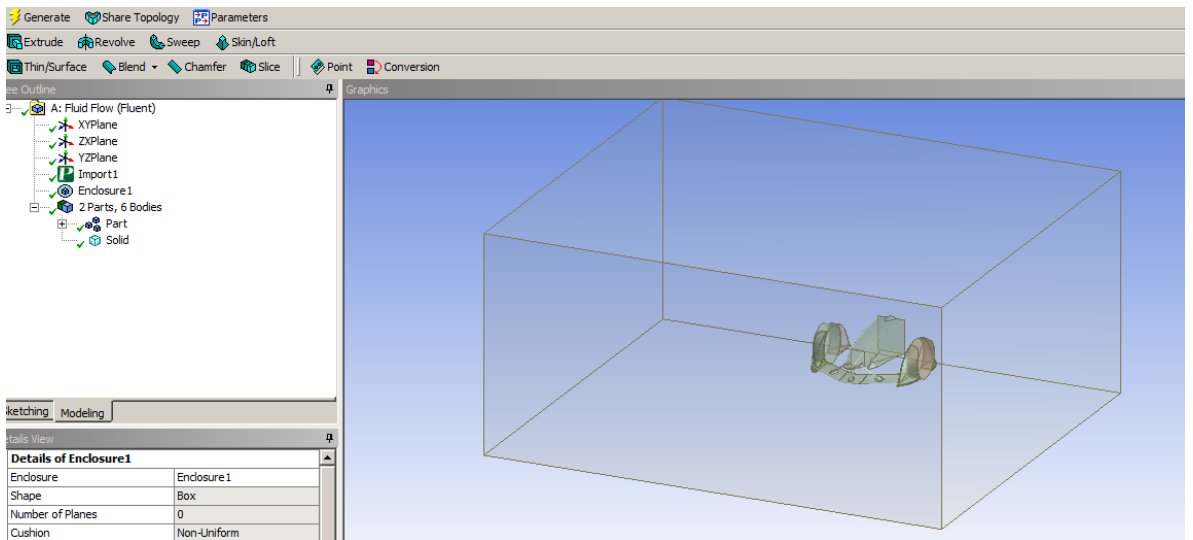 Generate Share Topology Parameters
Extrude Revolve Sweep Skin/Loft
Thin/Surface Blend Chamfer Slice Point Conversion
ee Outline
Graphics
A: Fluid Flow (Fluent)
XYPlane
ZXPlane
YZPlane
Import1
Enclosure1
2 Parts, 6 Bodies
Part
Solid
ketching Modeling
etails View
Details of Enclosure1
Enclosure Enclosure1
Shape Box
Number of Planes 0
Cushion Non-Uniform